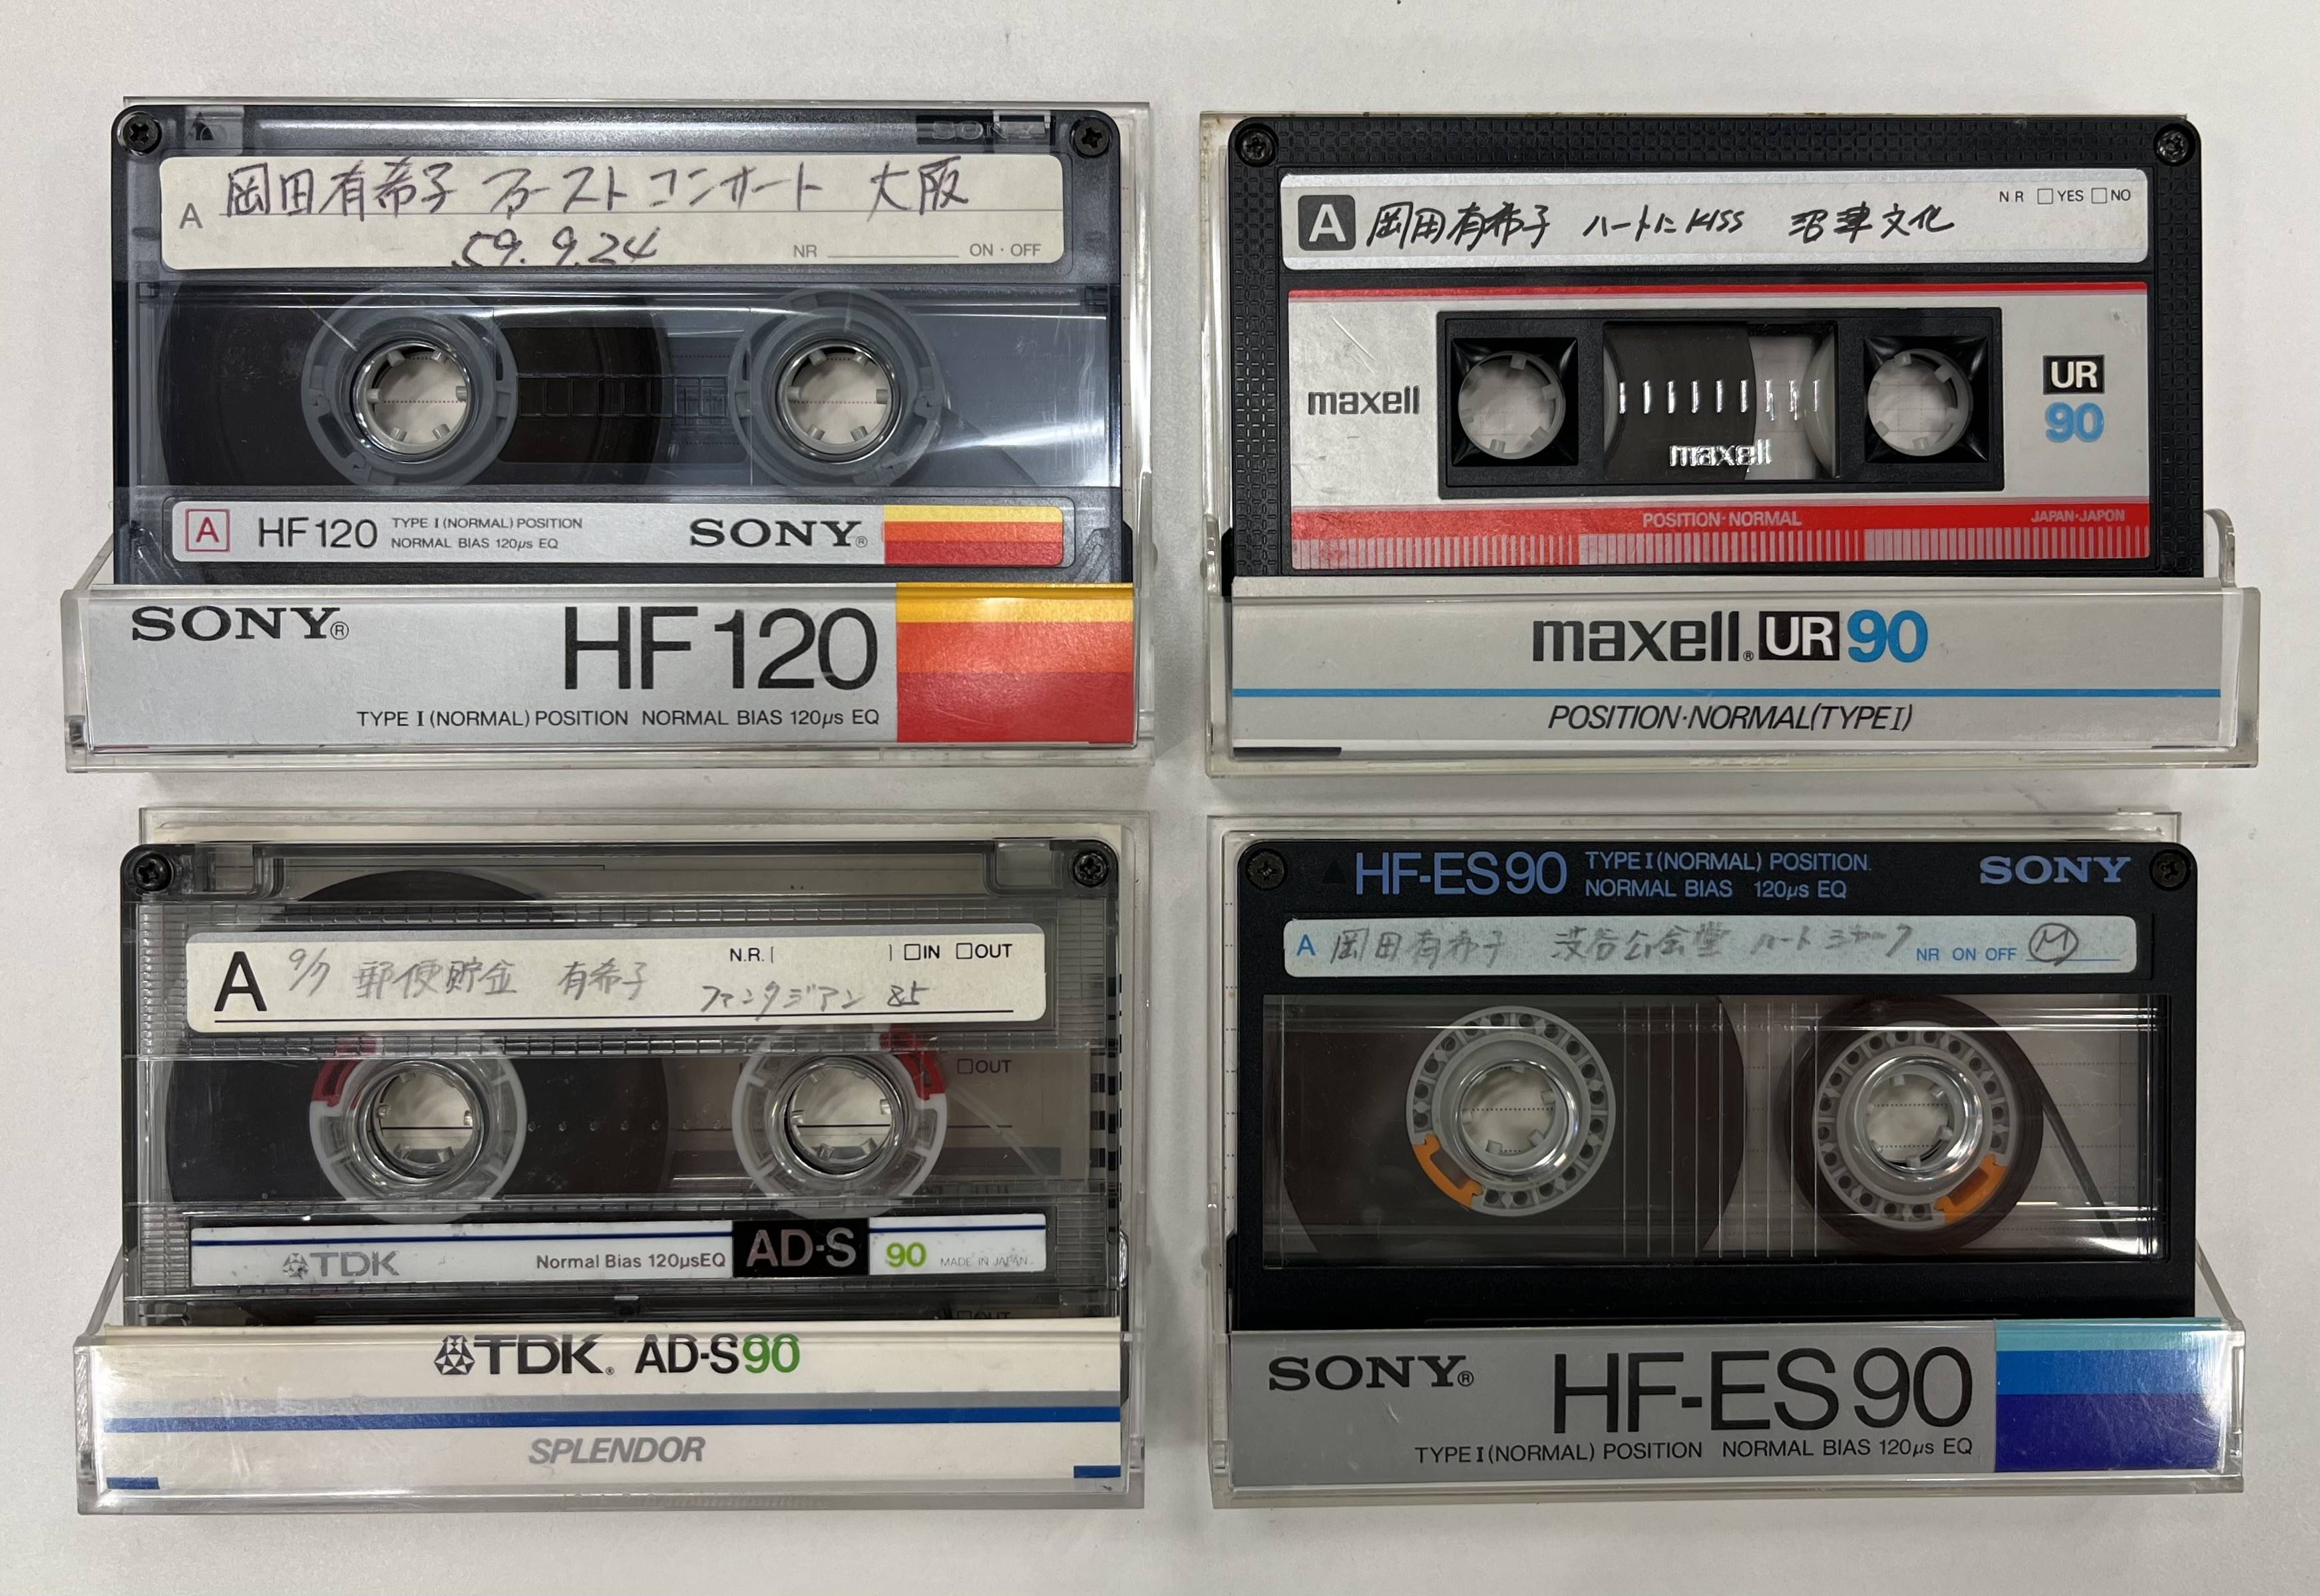 SONY
岡田有希子 ファースト コンサート 大阪
A
59.9.24 NR ON・OFF
A HF120 TYPE I (NORMAL) POSITION
NORMAL BIAS 120μs EQ
SONY®
SONY® HF120
TYPE I (NORMAL) POSITION NORMAL BIAS 120μs EQ
N R □YES □NO
A 岡田有希子 ハートにKISS 沼津文化
maxell
maxell
UR
90
POSITION·NORMAL JAPAN·JAPON
maxell® UR 90
POSITION·NORMAL(TYPE I)
N.R.[ ] □IN □OUT
A 9/7 郵便貯金 有希子
ファンタジアン 85
□OUT
TDK Normal Bias 120μsEQ AD-S 90 MADE IN JAPAN
□OUT
TDK® AD-S90
SPLENDOR
HF-ES90 TYPE I (NORMAL) POSITION
NORMAL BIAS 120μs EQ
SONY
A 岡田有希子 渋谷公会堂 ハートジャック NR ON OFF M
SONY® HF-ES90
TYPE I (NORMAL) POSITION NORMAL BIAS 120μs EQ